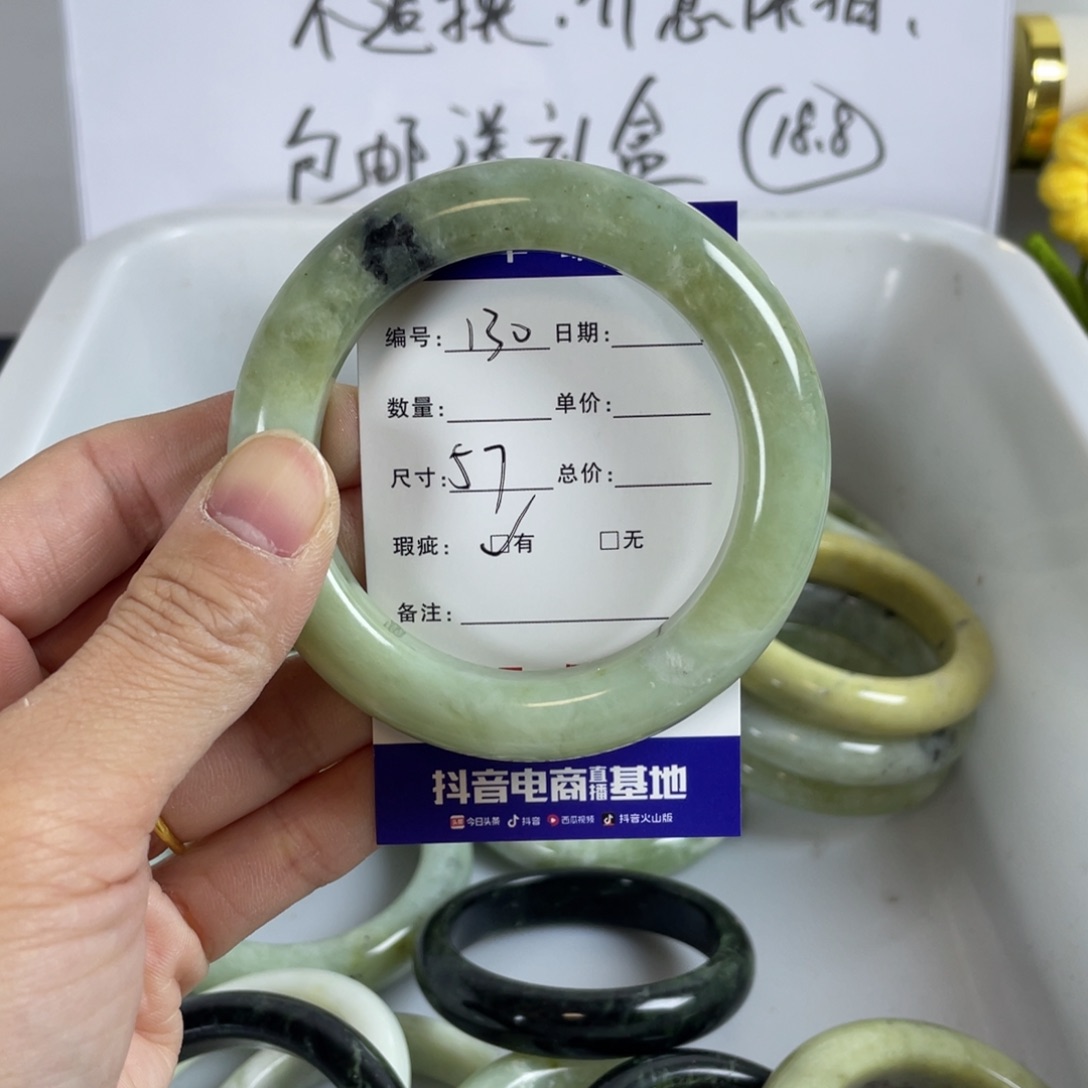 不退换.介意慎拍.
包邮送礼盒 18.8
编号: 130 日期:
数量: 单价:
尺寸: 57 总价:
瑕疵: ☑有 □无
备注:
抖音电商直播基地
头条 今日头条 抖音 西瓜视频 抖音火山版